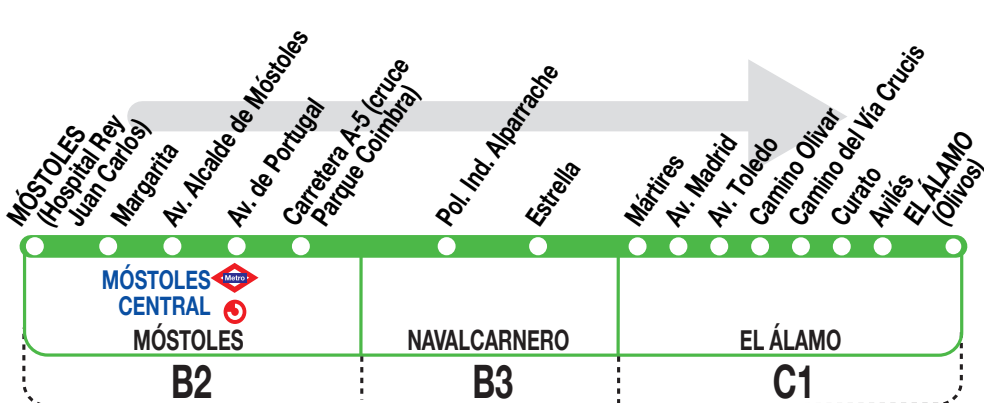 MÓSTOLES
(Hospital Rey
Juan Carlos)
Margarita
Av. Alcalde de Móstoles
Av. de Portugal
Carretera A-5 (cruce
Parque Coimbra)
Pol. Ind. Alparrache
Estrella
Mártires
Av. Madrid
Av. Toledo
Camino Olivar
Camino del Vía Crucis
Curato
Avilés
EL ÁLAMO
(Olivos)
MÓSTOLES
CENTRAL
Metro
MÓSTOLES
NAVALCARNERO
EL ÁLAMO
B2
B3
C1